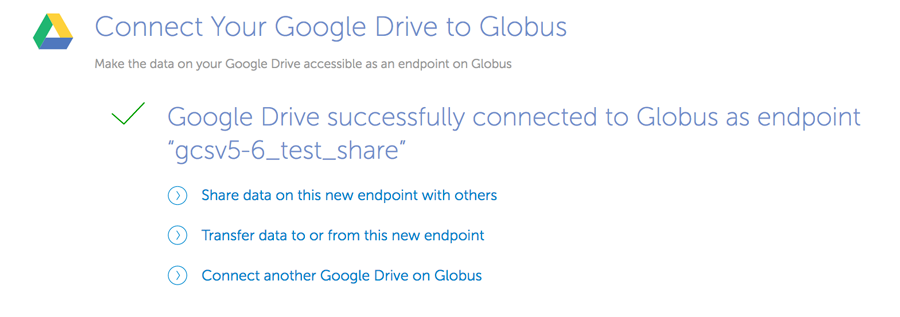 Connect Your Google Drive to Globus
Make the data on your Google Drive accessible as an endpoint on Globus
Google Drive successfully connected to Globus as endpoint
“gcsv5-6_test_share”
Share data on this new endpoint with others
Transfer data to or from this new endpoint
Connect another Google Drive on Globus